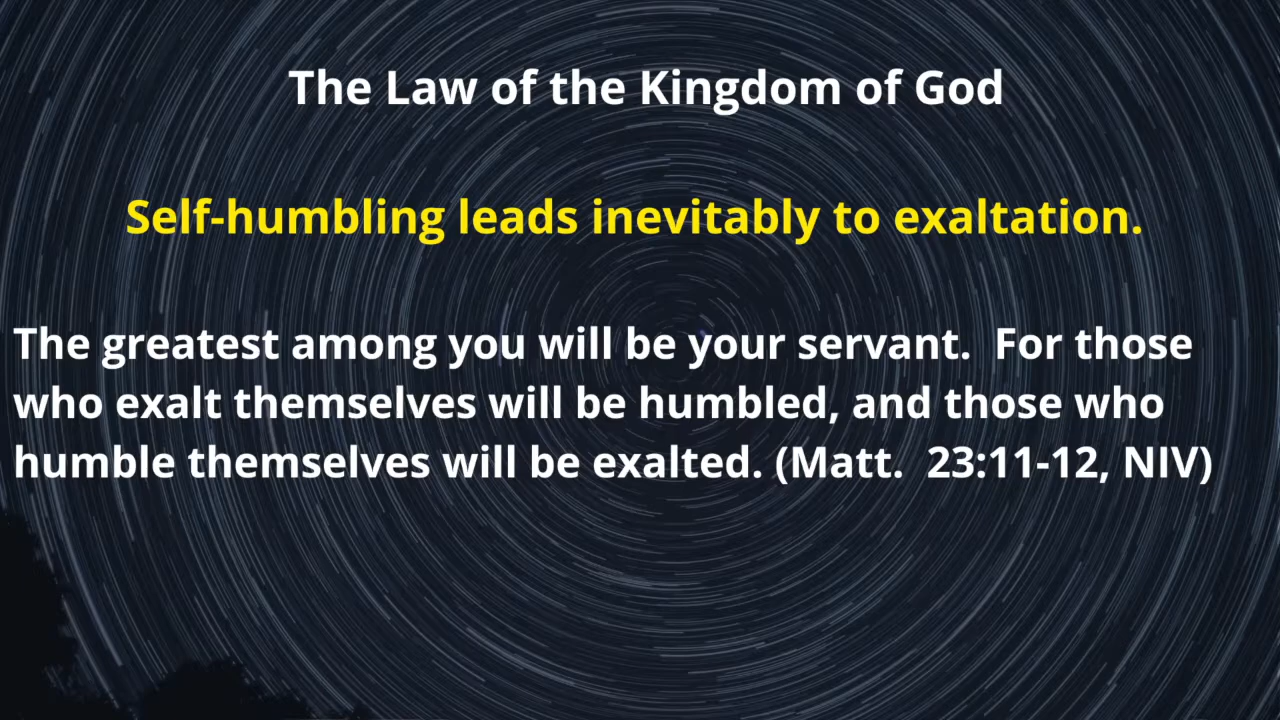 The Law of the Kingdom of God
Self-humbling leads inevitably to exaltation.
The greatest among you will be your servant.  For those
who exalt themselves will be humbled, and those who
humble themselves will be exalted. (Matt.  23:11-12, NIV)